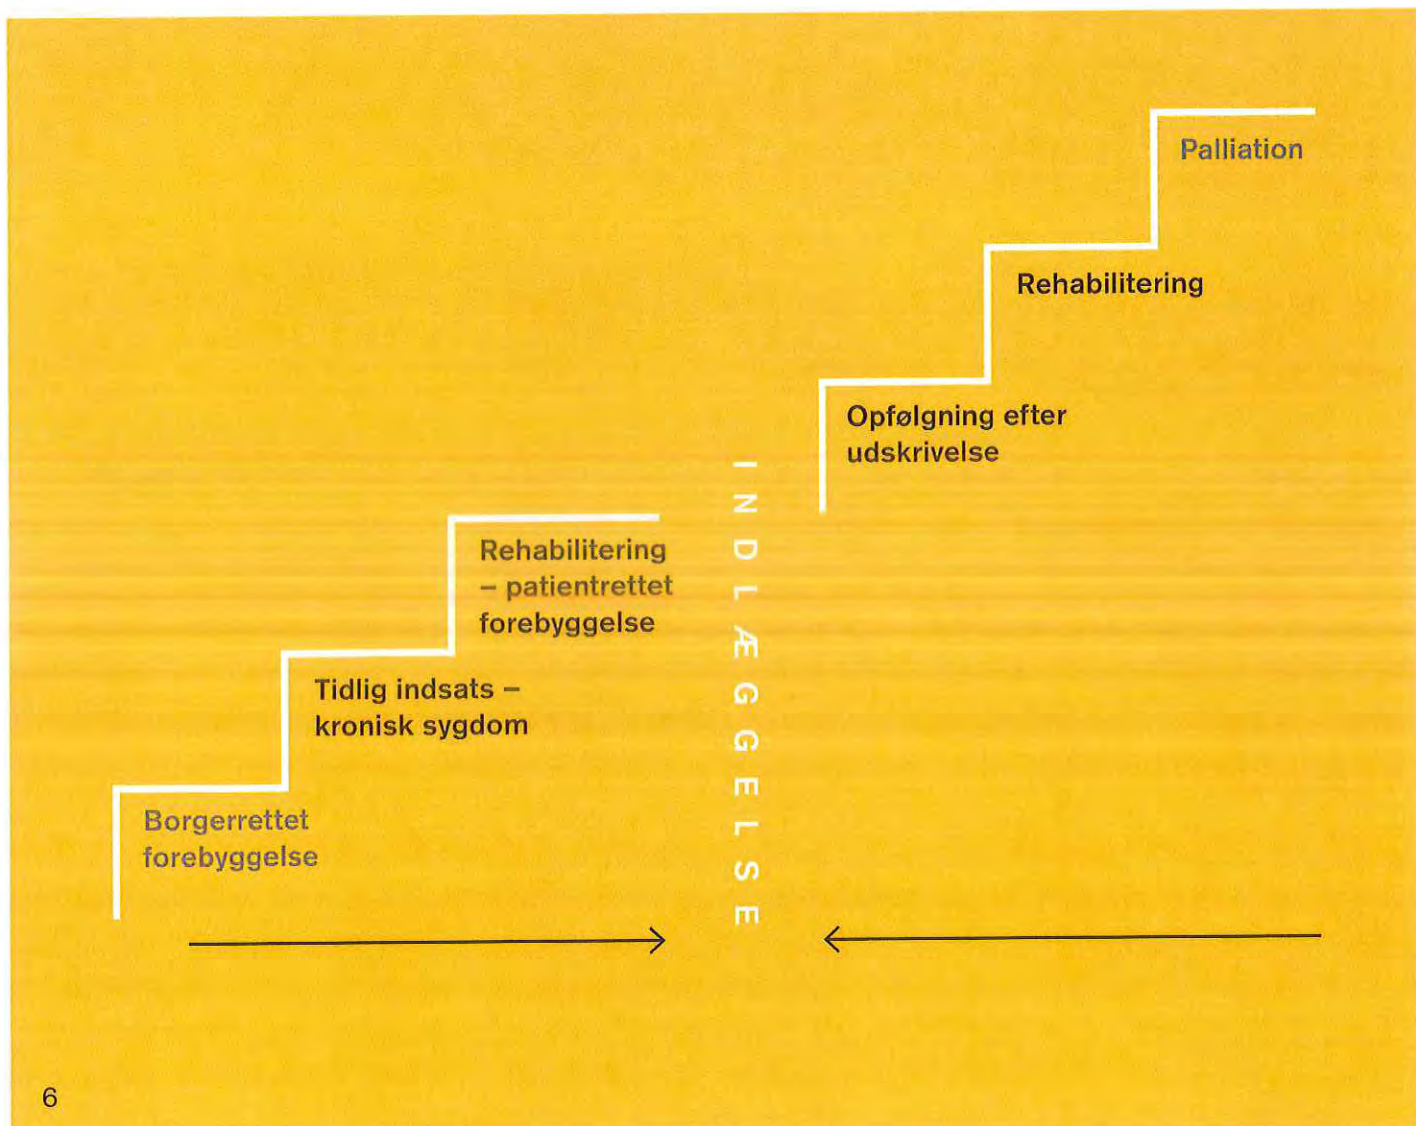 Borgerrettet
forebyggelse
Tidlig indsats –
kronisk sygdom
Rehabilitering
– patientrettet
forebyggelse
INDLÆGGELSE
Opfølgning efter
udskrivelse
Rehabilitering
Palliation
6